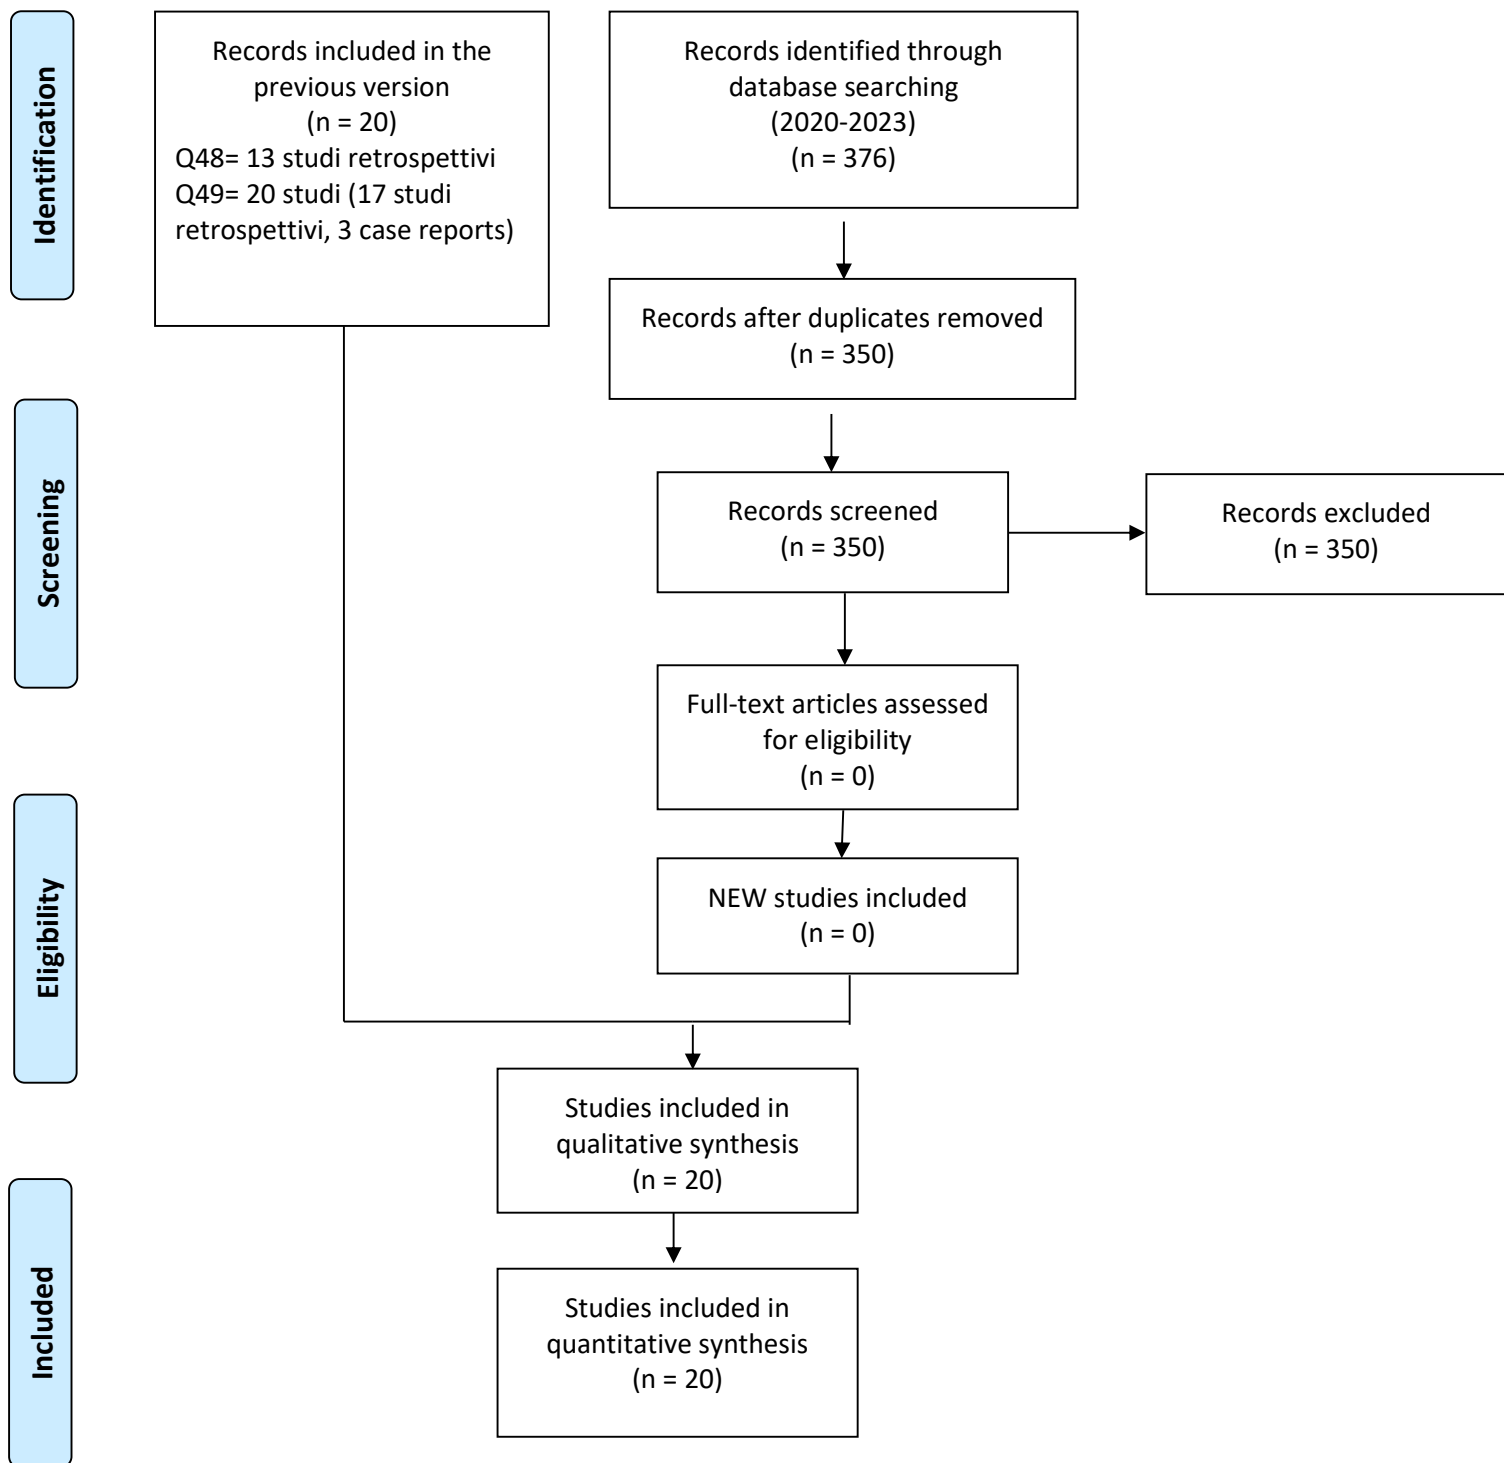 Identification
Records included in the
previous version
(n = 20)
Q48= 13 studi retrospettivi
Q49= 20 studi (17 studi
retrospettivi, 3 case reports)
Records identified through
database searching
(2020-2023)
(n = 376)
Records after duplicates removed
(n = 350)
Screening
Records screened
(n = 350)
Records excluded
(n = 350)
Full-text articles assessed
for eligibility
(n = 0)
Eligibility
NEW studies included
(n = 0)
Studies included in
qualitative synthesis
(n = 20)
Included
Studies included in
quantitative synthesis
(n = 20)